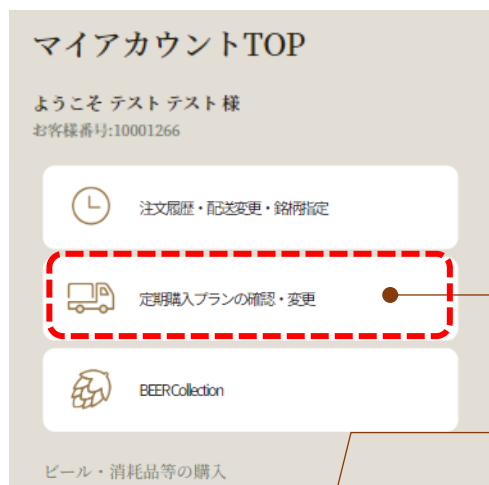 マイアカウントTOP
ようこそ テスト テスト 様
お客様番号:10001266
注文履歴・配送変更・銘柄指定
定期購入プランの確認・変更
BEER Collection
ビール・消耗品等の購入